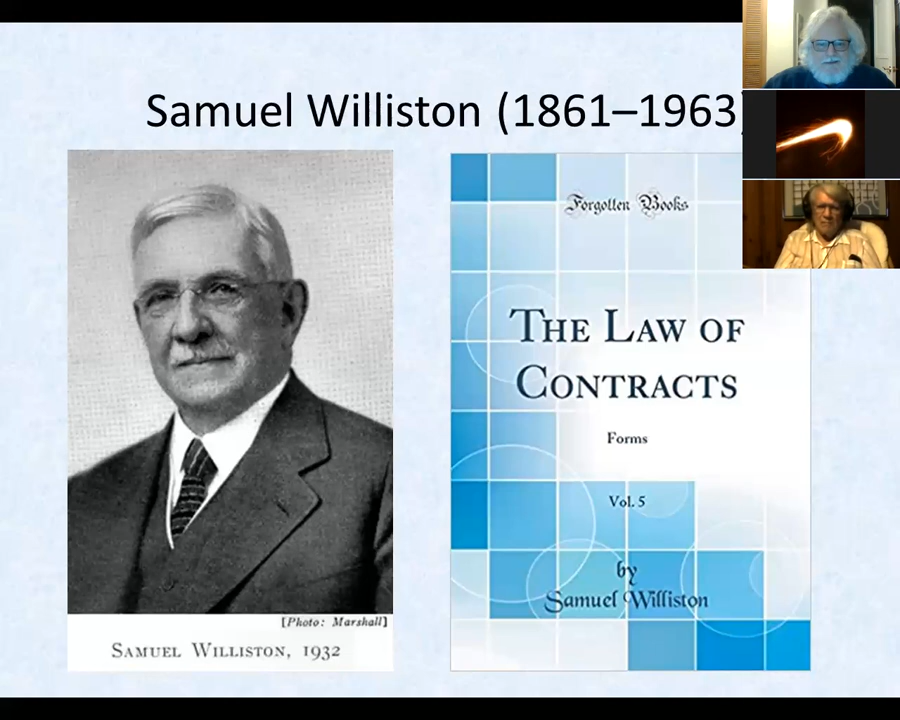 Samuel Williston (1861–1963)
[Photo: Marshall]
SAMUEL WILLISTON, 1932
Forgotten Books
THE LAW OF
CONTRACTS
Forms
Vol. 5
by
Samuel Williston